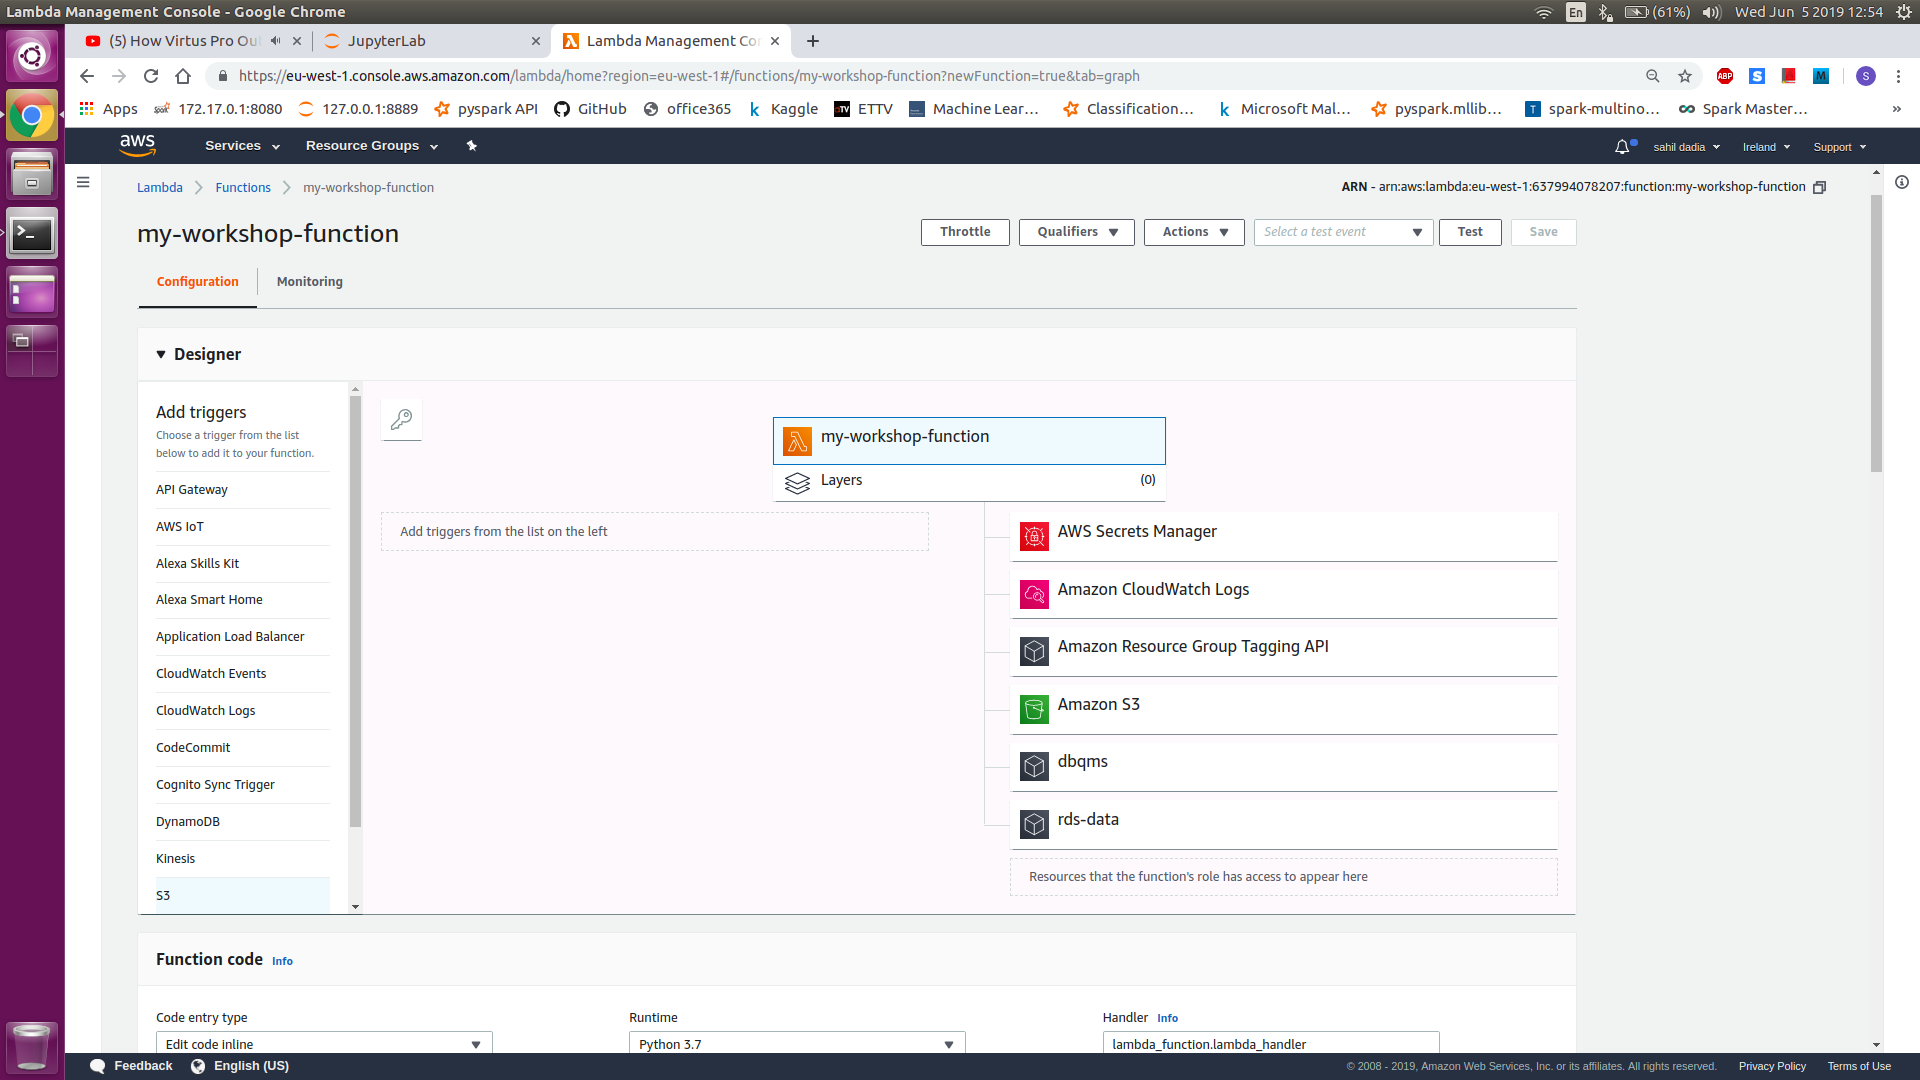 Lambda Management Console - Google Chrome
En (61%) Wed Jun 5 2019 12:54
(5) How Virtus Pro Ou
JupyterLab
Lambda Management Co
https://eu-west-1.console.aws.amazon.com/lambda/home?region=eu-west-1#/functions/my-workshop-function?newFunction=true&tab=graph
ABP S M S
Apps 172.17.0.1:8080 127.0.0.1:8889 pyspark API GitHub office365 Kaggle ETTV Machine Lear... Classification... Microsoft Mal... pyspark.mllib... spark-multino... Spark Master... »
aws Services Resource Groups sahil dadia Ireland Support
Lambda Functions my-workshop-function
ARN - arn:aws:lambda:eu-west-1:637994078207:function:my-workshop-function
my-workshop-function
Throttle Qualifiers Actions Select a test event Test Save
Configuration Monitoring
Designer
Add triggers
Choose a trigger from the list
below to add it to your function.
API Gateway
AWS IoT
Alexa Skills Kit
Alexa Smart Home
Application Load Balancer
CloudWatch Events
CloudWatch Logs
CodeCommit
Cognito Sync Trigger
DynamoDB
Kinesis
S3
my-workshop-function
Layers (0)
Add triggers from the list on the left
AWS Secrets Manager
Amazon CloudWatch Logs
Amazon Resource Group Tagging API
Amazon S3
dbqms
rds-data
Resources that the function's role has access to appear here
Function code Info
Code entry type
Edit code inline
Runtime
Python 3.7
Handler Info
lambda_function.lambda_handler
Feedback English (US) © 2008 - 2019, Amazon Web Services, Inc. or its affiliates. All rights reserved. Privacy Policy Terms of Use